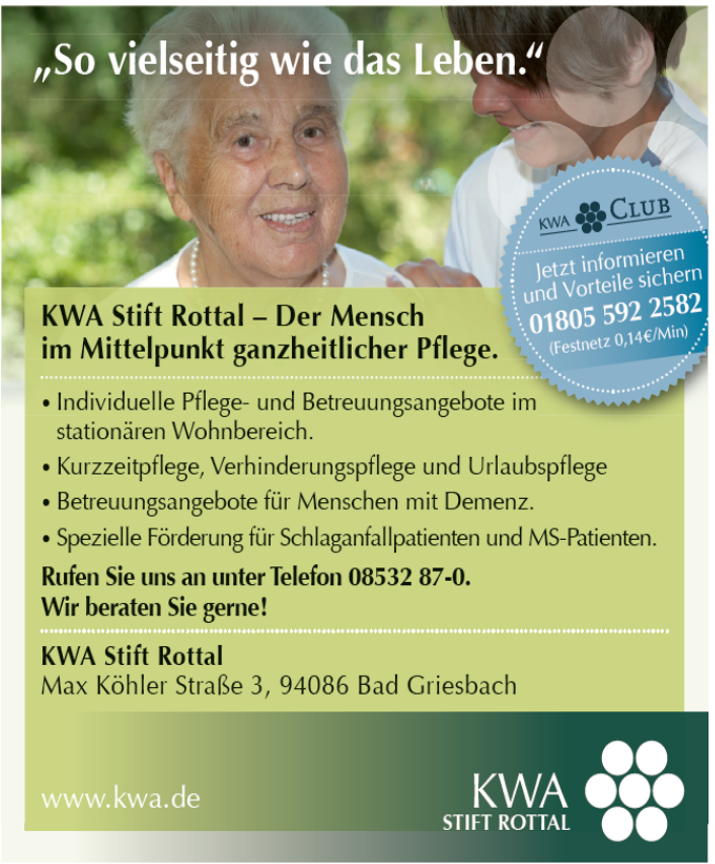 „So vielseitig wie das Leben.“
KWA CLUB
Jetzt informieren
und Vorteile sichern
01805 592 2582
(Festnetz 0,14€/Min)
KWA Stift Rottal – Der Mensch
im Mittelpunkt ganzheitlicher Pflege.
• Individuelle Pflege- und Betreuungsangebote im
stationären Wohnbereich.
• Kurzzeitpflege, Verhinderungspflege und Urlaubspflege
• Betreuungsangebote für Menschen mit Demenz.
• Spezielle Förderung für Schlaganfallpatienten und MS-Patienten.
Rufen Sie uns an unter Telefon 08532 87-0.
Wir beraten Sie gerne!
KWA Stift Rottal
Max Köhler Straße 3, 94086 Bad Griesbach
www.kwa.de
KWA
STIFT ROTTAL